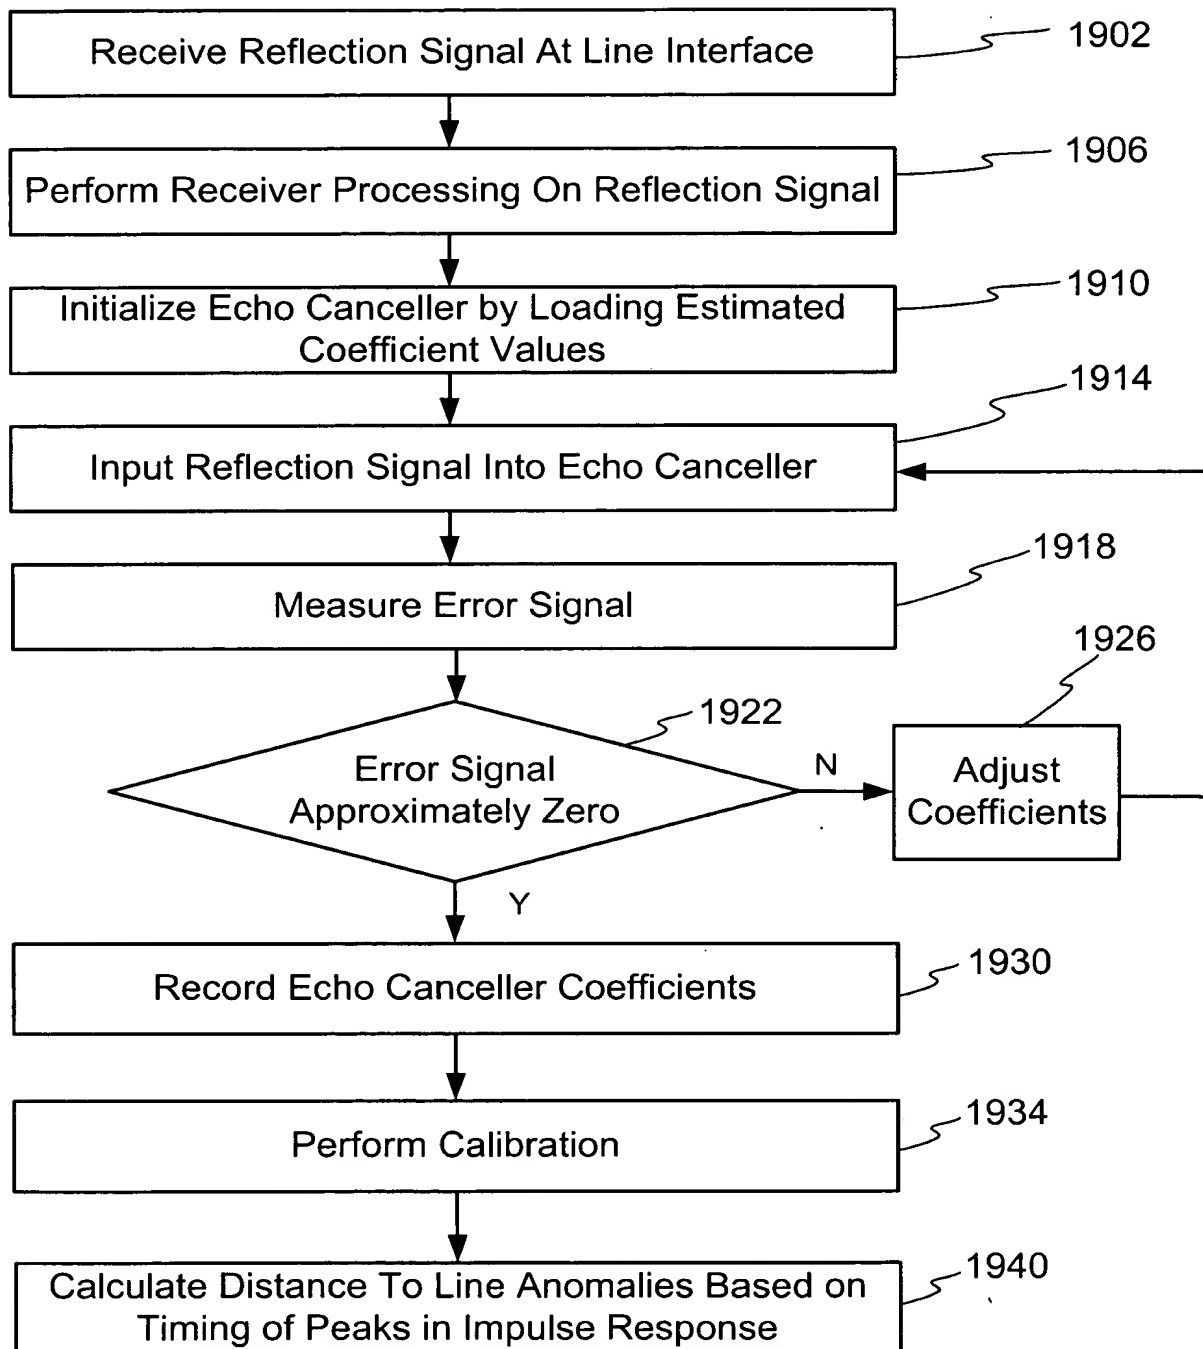 Receive Reflection Signal At Line Interface
1902
Perform Receiver Processing On Reflection Signal
1906
Initialize Echo Canceller by Loading Estimated
Coefficient Values
1910
Input Reflection Signal Into Echo Canceller
1914
Measure Error Signal
1918
Error Signal
Approximately Zero
1922
N
Adjust
Coefficients
1926
Y
Record Echo Canceller Coefficients
1930
Perform Calibration
1934
Calculate Distance To Line Anomalies Based on
Timing of Peaks in Impulse Response
1940